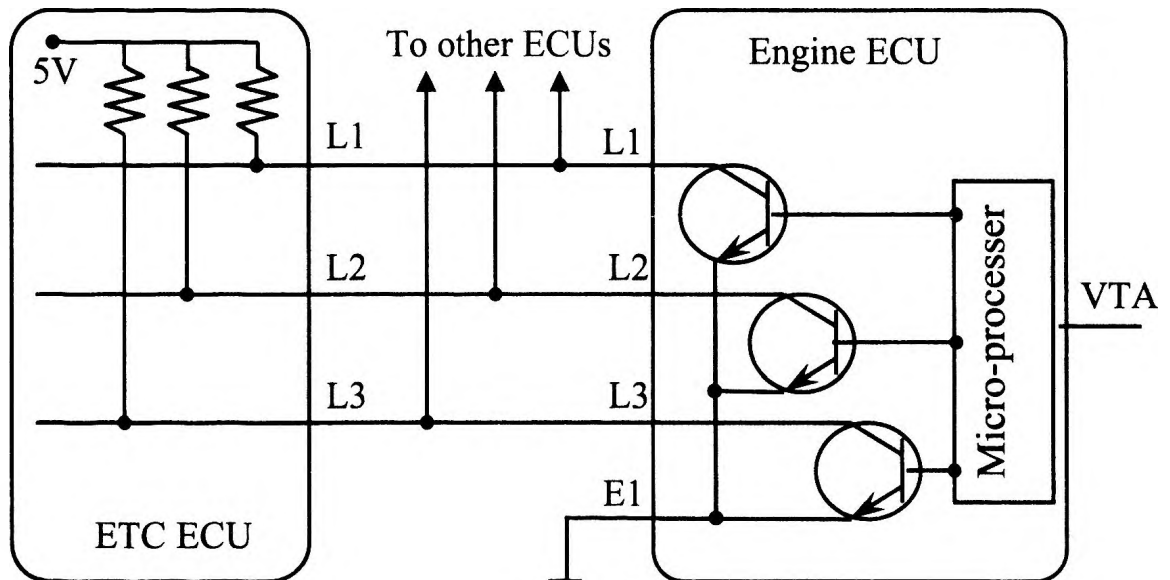 5V
To other ECUs
Engine ECU
L1
L1
L2
L2
VTA
Micro-processer
L3
L3
E1
ETC ECU